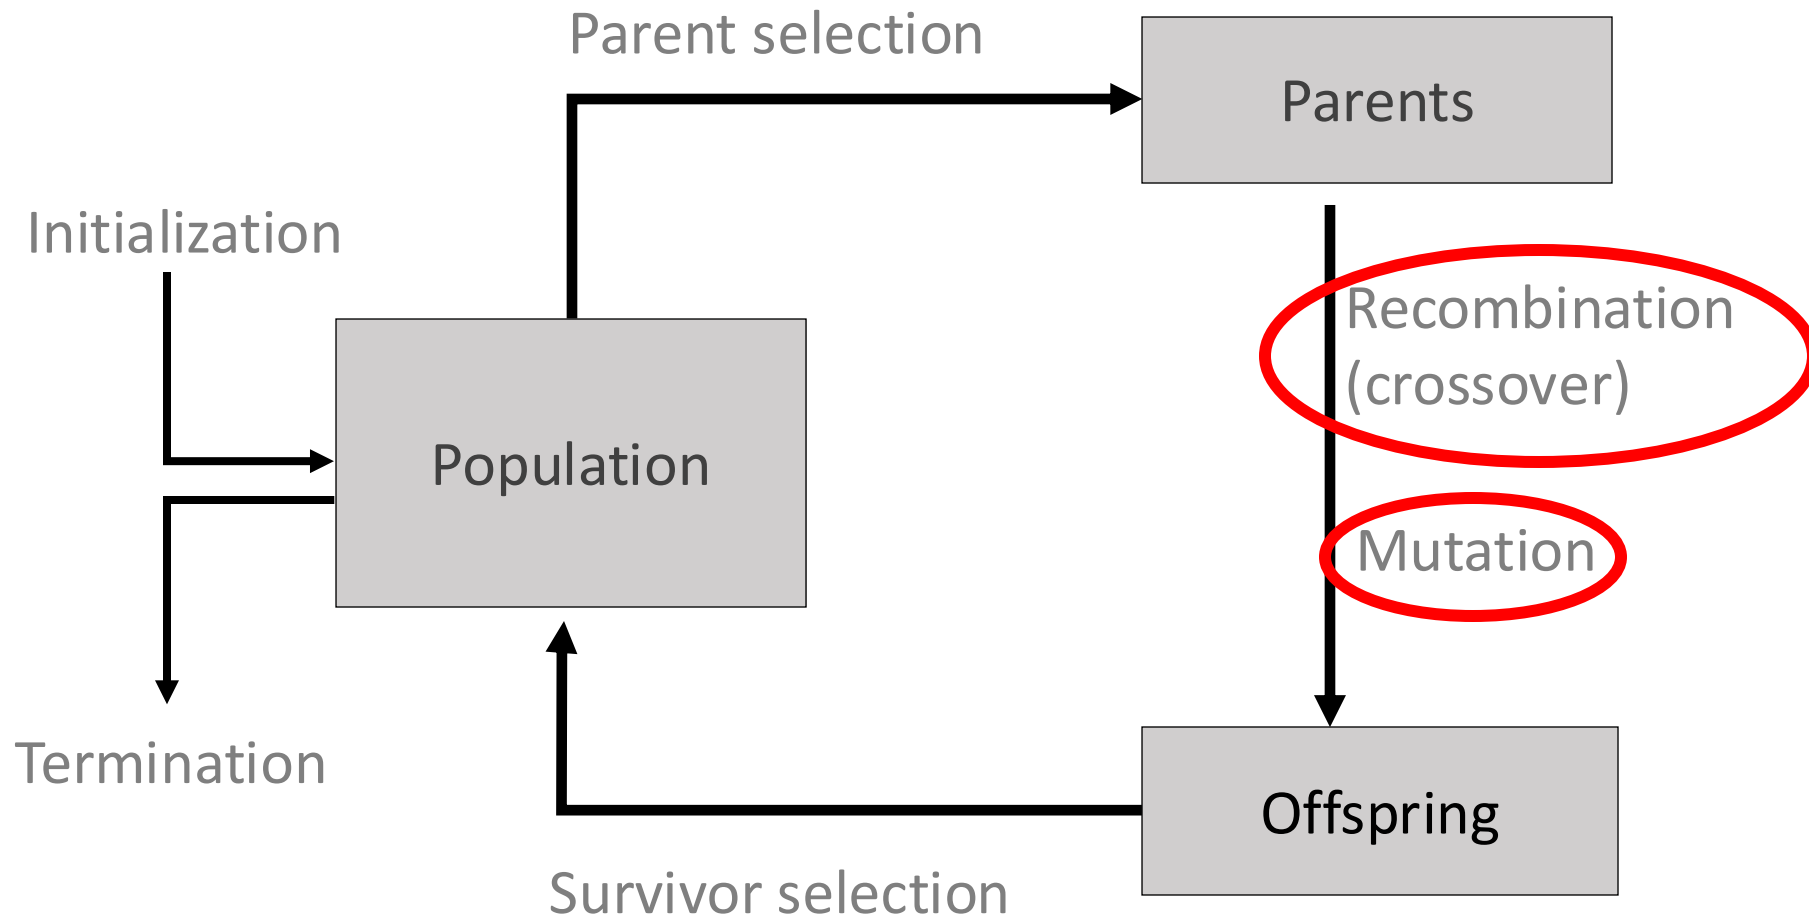 Parent selection
Parents
Initialization
Recombination
(crossover)
Population
Mutation
Termination
Offspring
Survivor selection